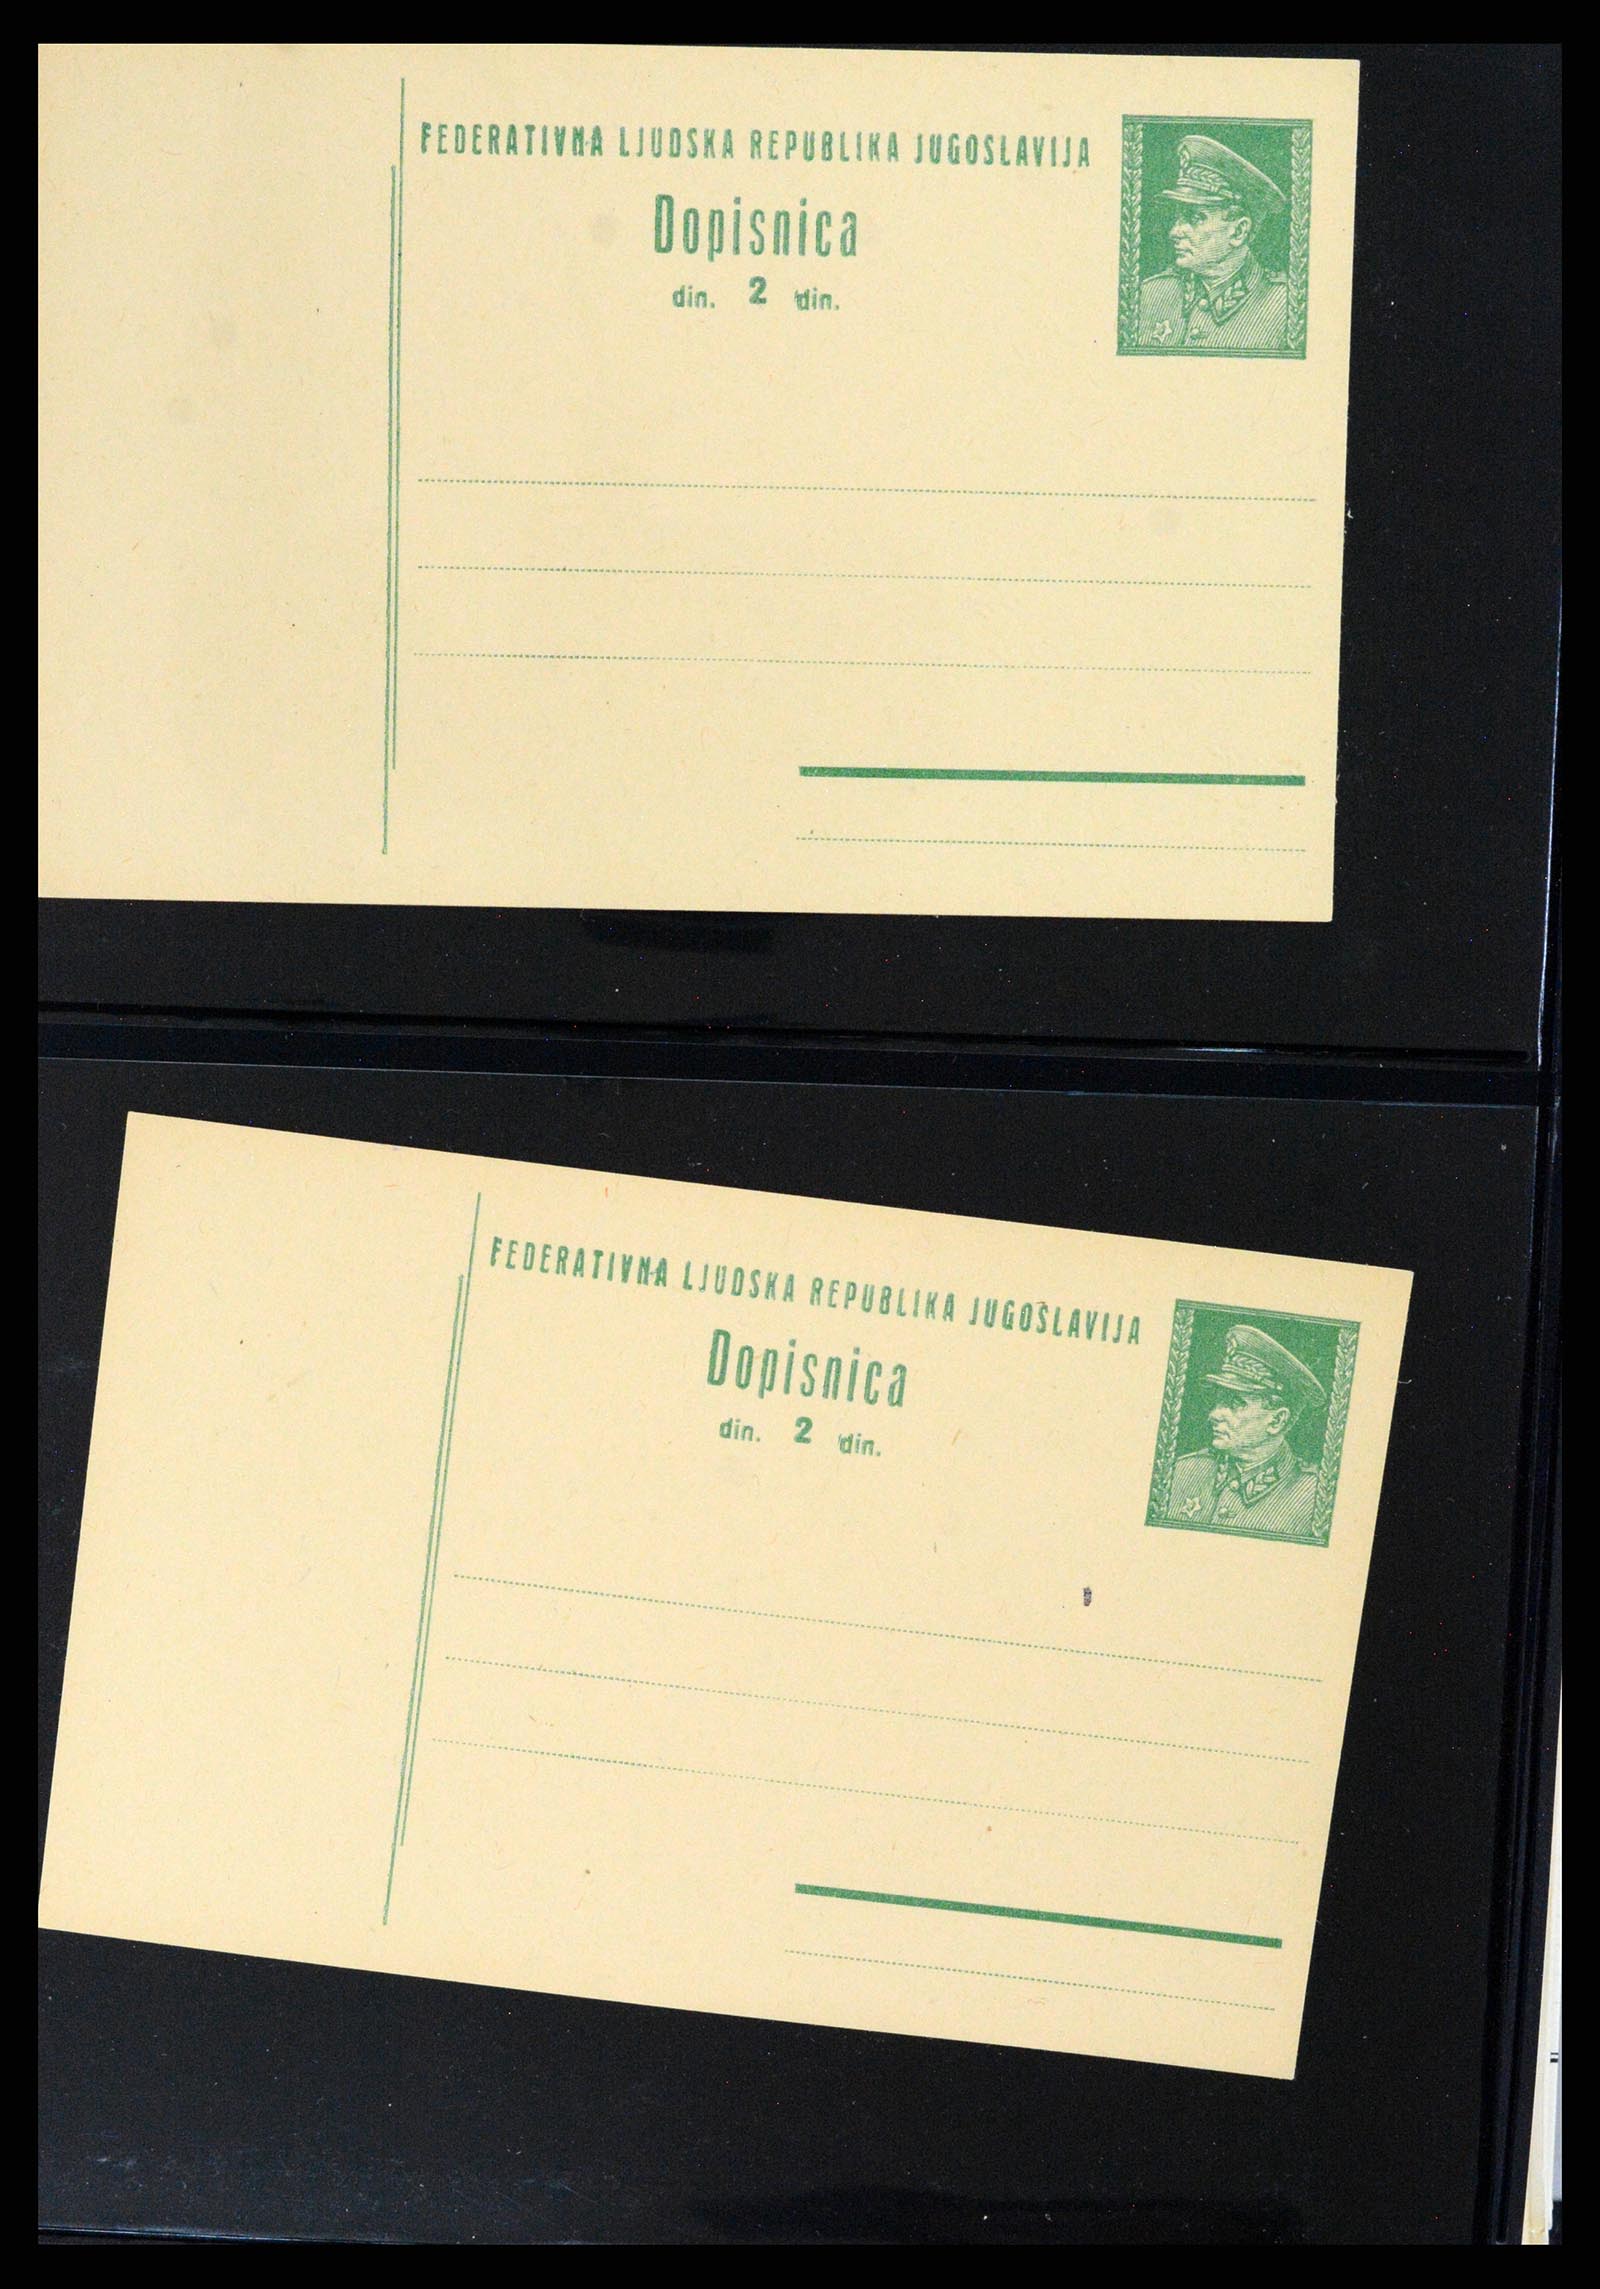 FEDERATIVNA LJUDSKA REPUBLIKA JUGOSLAVIJA
Dopisnica
din. 2 din.
FEDERATIVNA LJUDSKA REPUBLIKA JUGOSLAVIJA
Dopisnica
din. 2 din.